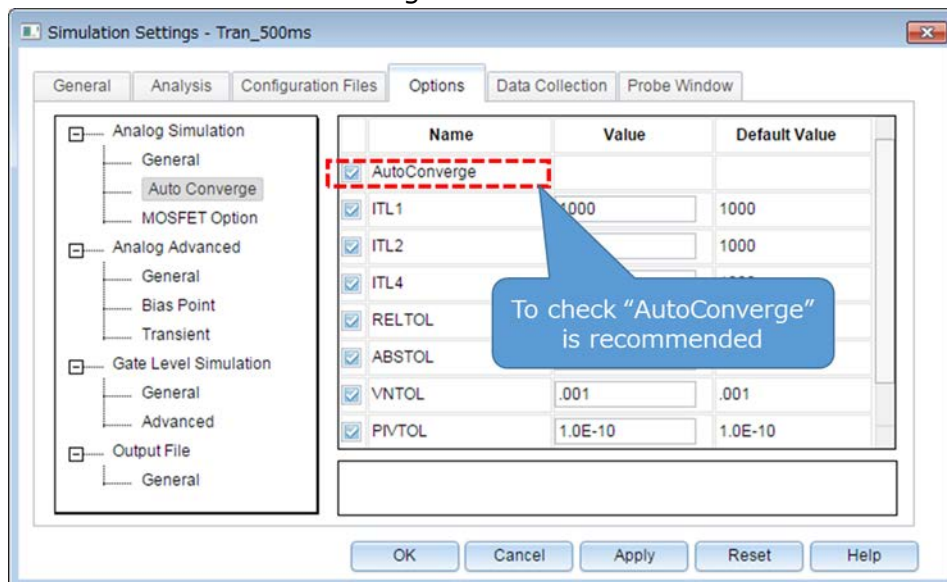 Simulation Settings - Tran_500ms
General Analysis Configuration Files Options Data Collection Probe Window
Analog Simulation
General
Auto Converge
MOSFET Option
Analog Advanced
General
Bias Point
Transient
Gate Level Simulation
General
Advanced
Output File
General
Name Value Default Value
AutoConverge
ITL1 1000
ITL2 1000
ITL4
RELTOL
ABSTOL
VNTOL .001 .001
PIVTOL 1.0E-10 1.0E-10
To check “AutoConverge”
is recommended
OK Cancel Apply Reset Help